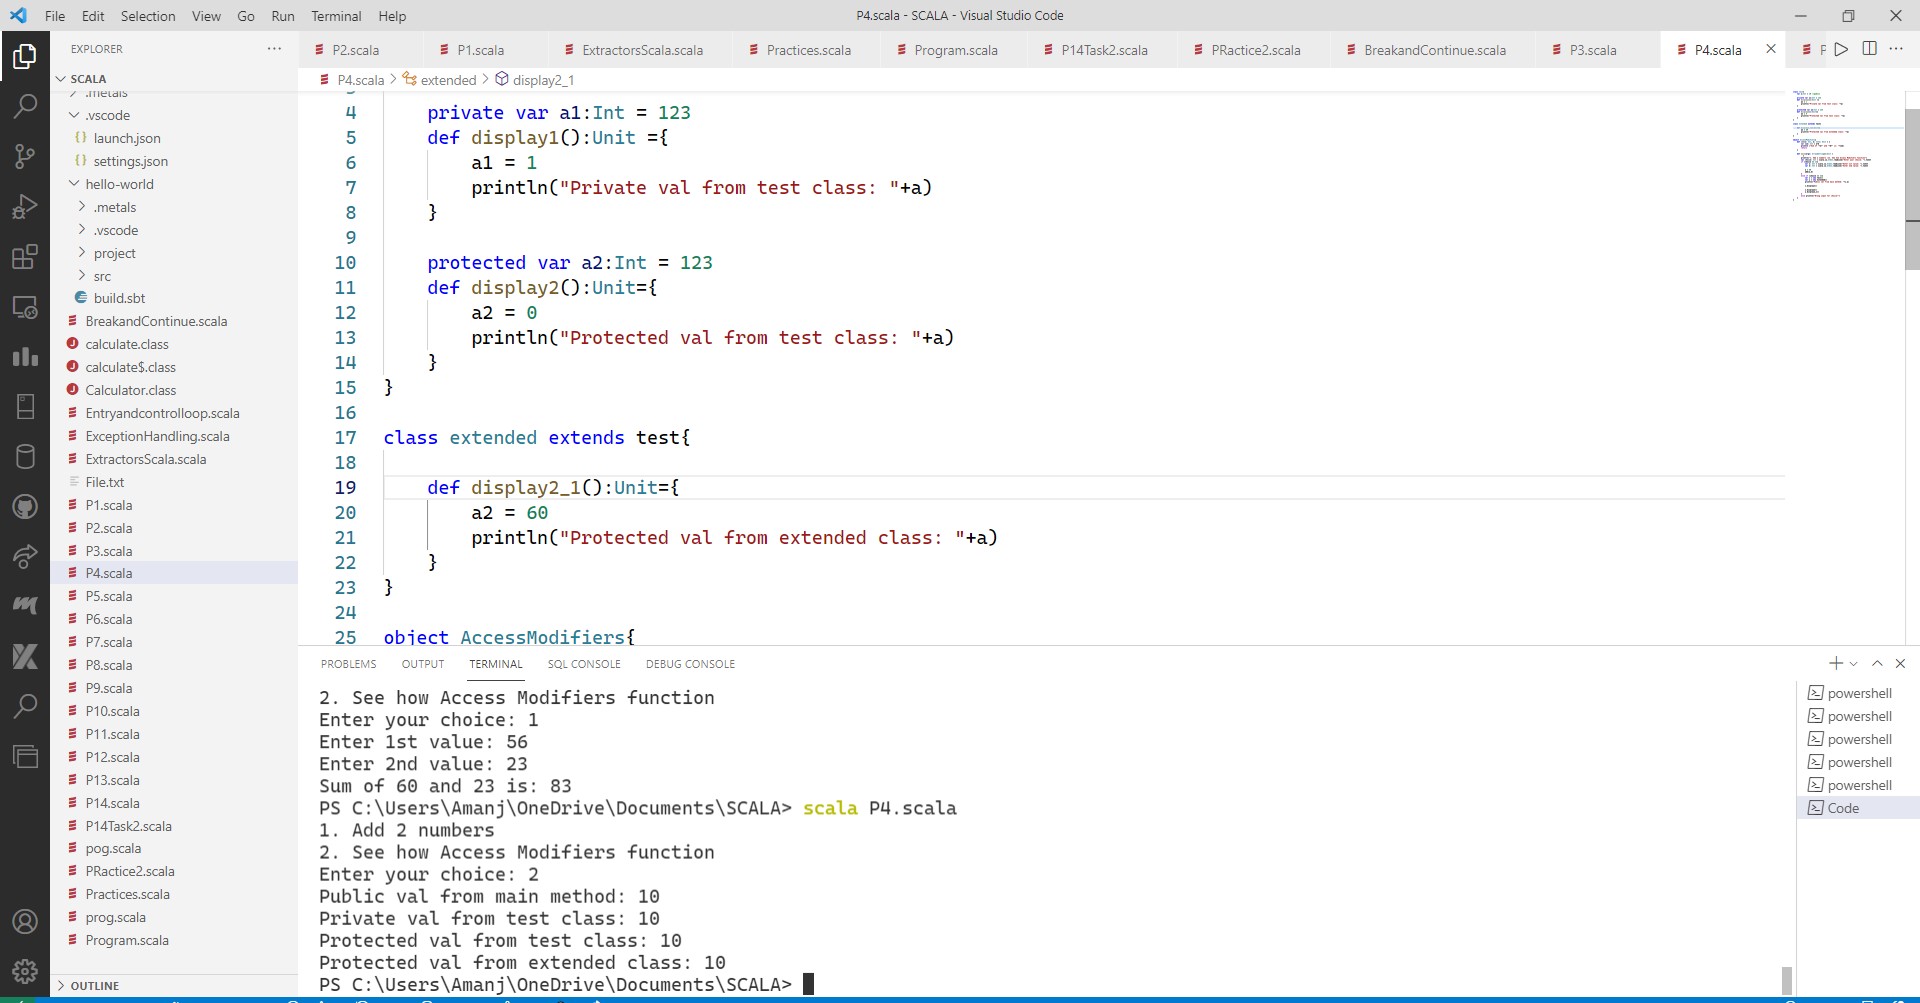 File Edit Selection View Go Run Terminal Help
P4.scala - SCALA - Visual Studio Code
EXPLORER
SCALA
.metals
.vscode
launch.json
settings.json
hello-world
.metals
.vscode
project
src
build.sbt
BreakandContinue.scala
calculate.class
calculate$.class
Calculator.class
Entryandcontrolloop.scala
ExceptionHandling.scala
ExtractorsScala.scala
File.txt
P1.scala
P2.scala
P3.scala
P4.scala
P5.scala
P6.scala
P7.scala
P8.scala
P9.scala
P10.scala
P11.scala
P12.scala
P13.scala
P14.scala
P14Task2.scala
pog.scala
PRactice2.scala
Practices.scala
prog.scala
Program.scala
OUTLINE
P2.scala P1.scala ExtractorsScala.scala Practices.scala Program.scala P14Task2.scala PRactice2.scala BreakandContinue.scala P3.scala P4.scala
P4.scala > extended > display2_1
4 private var a1:Int = 123
5 def display1():Unit ={
6 a1 = 1
7 println("Private val from test class: "+a)
8 }
9
10 protected var a2:Int = 123
11 def display2():Unit={
12 a2 = 0
13 println("Protected val from test class: "+a)
14 }
15 }
16
17 class extended extends test{
18
19 def display2_1():Unit={
20 a2 = 60
21 println("Protected val from extended class: "+a)
22 }
23 }
24
25 object AccessModifiers{
PROBLEMS OUTPUT TERMINAL SQL CONSOLE DEBUG CONSOLE
2. See how Access Modifiers function
Enter your choice: 1
Enter 1st value: 56
Enter 2nd value: 23
Sum of 60 and 23 is: 83
PS C:\Users\Amanj\OneDrive\Documents\SCALA> scala P4.scala
1. Add 2 numbers
2. See how Access Modifiers function
Enter your choice: 2
Public val from main method: 10
Private val from test class: 10
Protected val from test class: 10
Protected val from extended class: 10
PS C:\Users\Amanj\OneDrive\Documents\SCALA>
powershell
powershell
powershell
powershell
powershell
Code